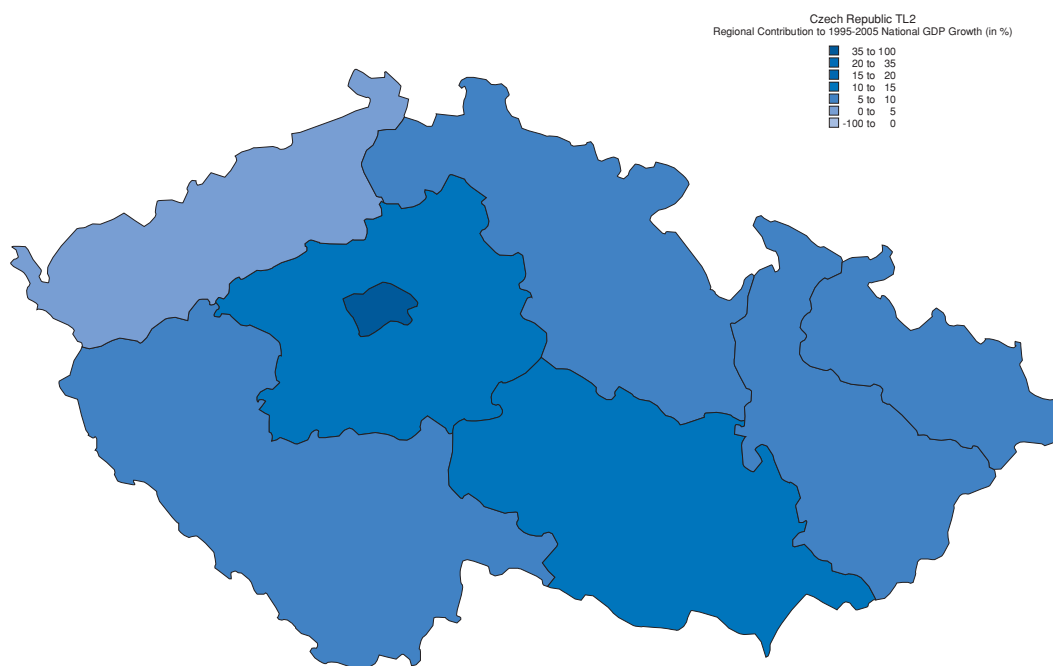 Czech Republic TL2
Regional Contribution to 1995-2005 National GDP Growth (in %)
35 to 100
20 to 35
15 to 20
10 to 15
5 to 10
0 to 5
-100 to 0